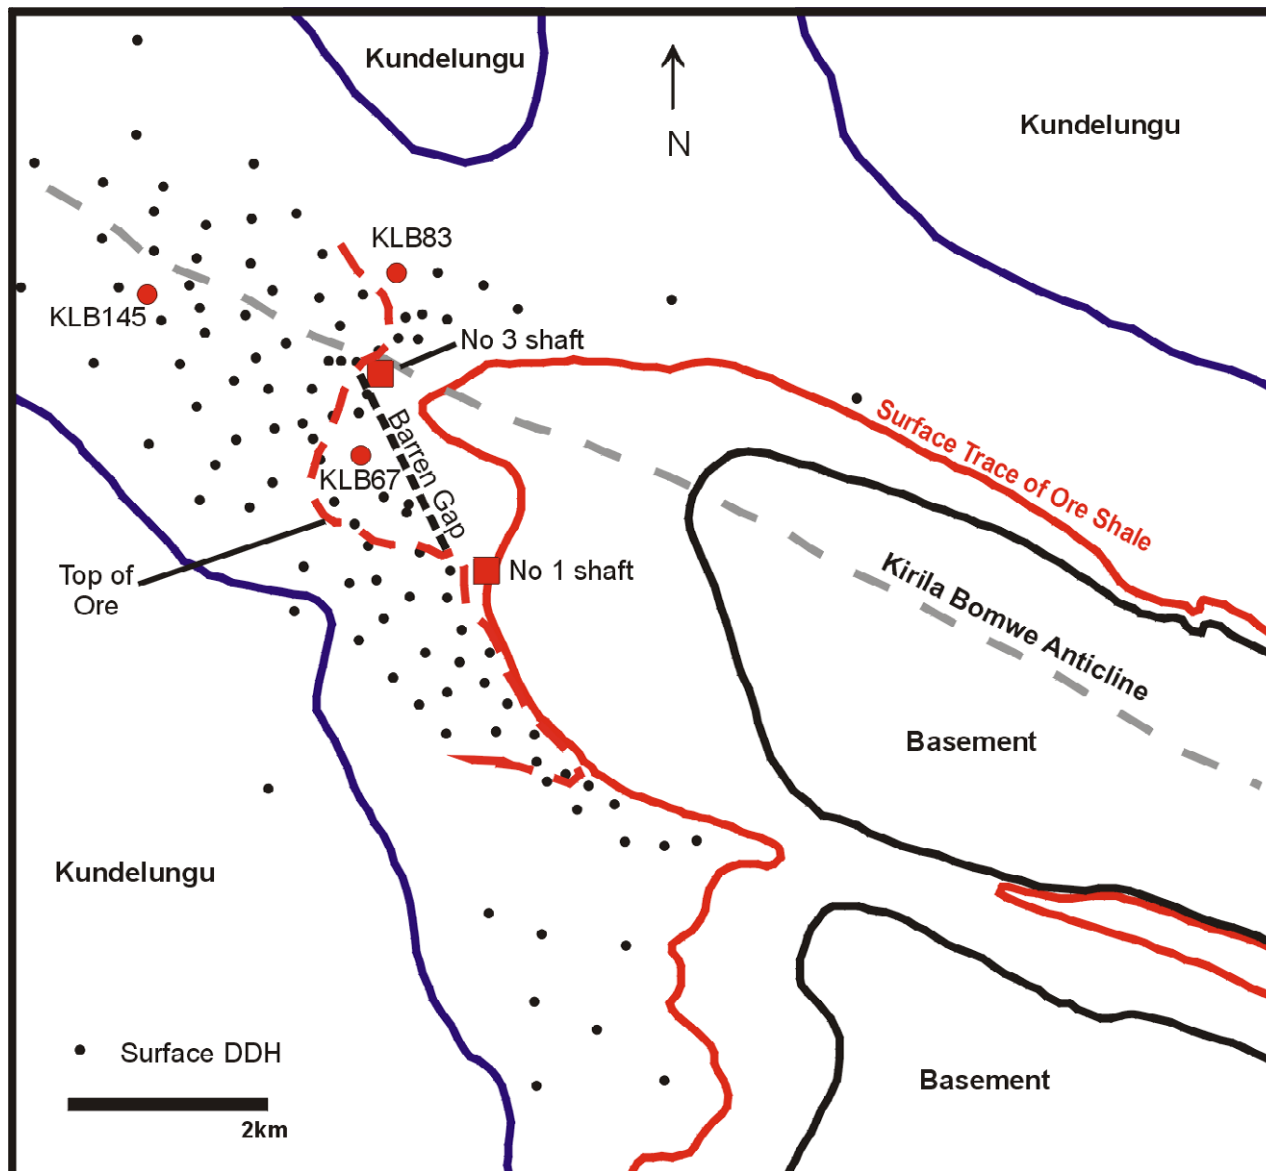 Kundelungu
Kundelungu
N
KLB83
KLB145
No 3 shaft
Surface Trace of Ore Shale
Barren Gap
KLB67
No 1 shaft
Top of
Ore
Kirila Bomwe Anticline
Basement
Kundelungu
Surface DDH
Basement
2km